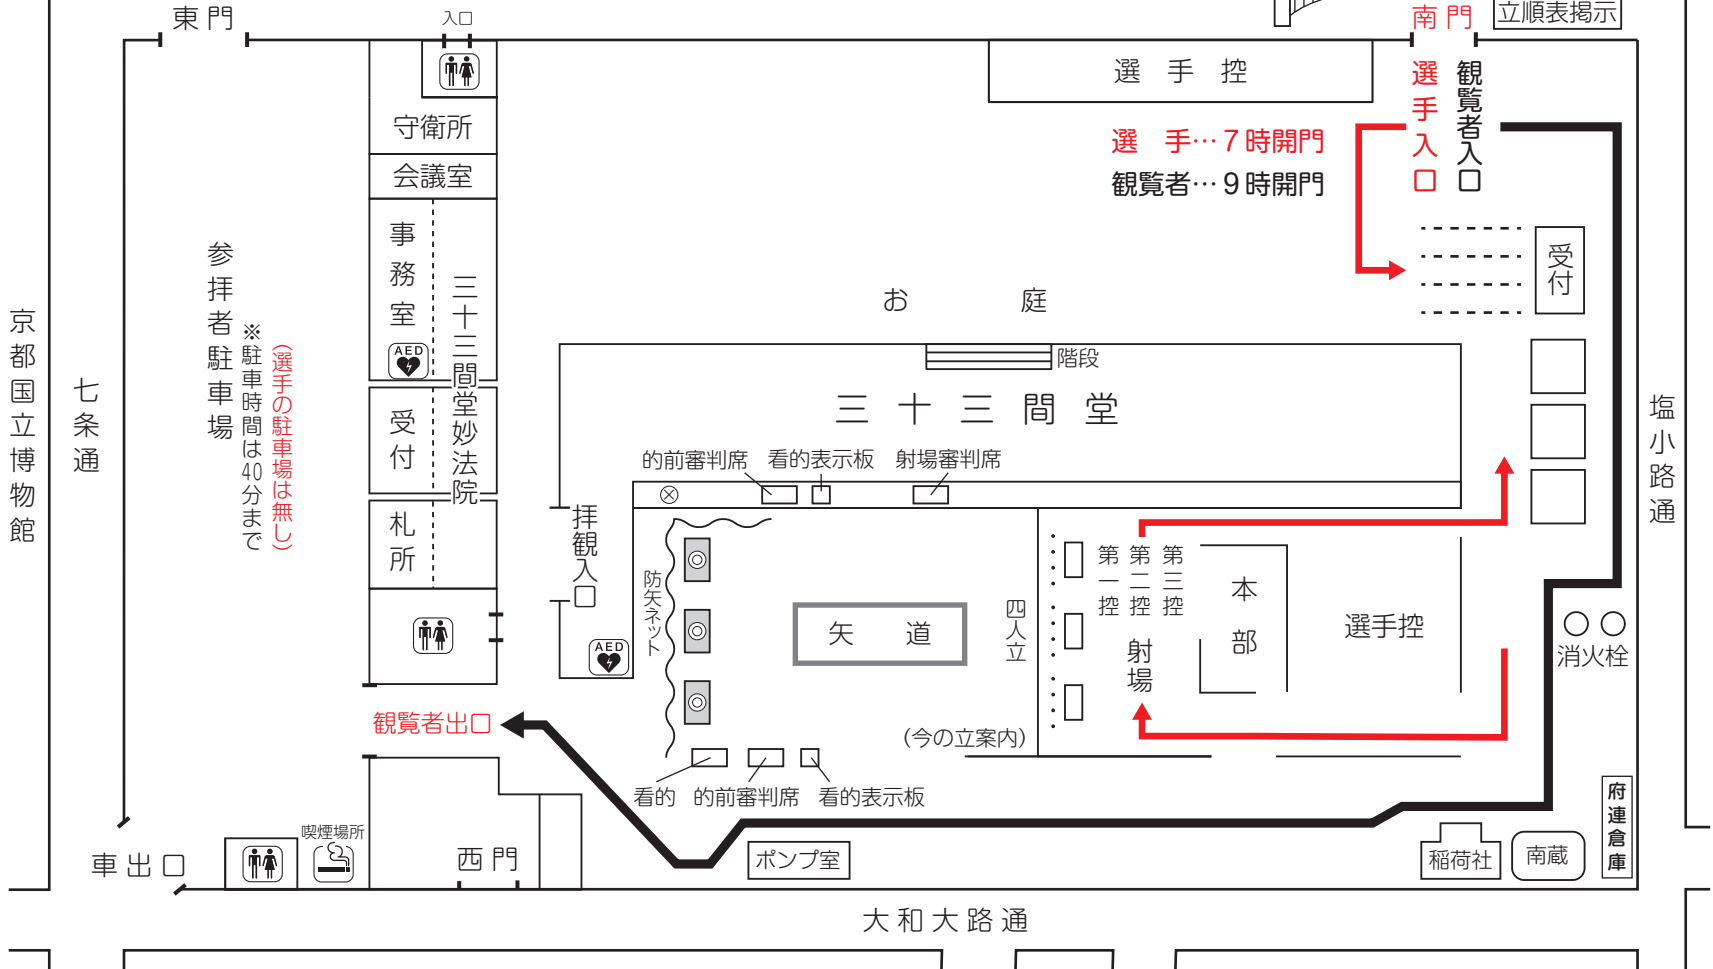 東門
入口
南門
立順表掲示
選手控
選手入口
観覧者入口
守衛所
選　手…7時開門
観覧者…9時開門
会議室
事務室
AED
三十三間堂妙法院
受付
札所
参拝者駐車場
※駐車時間は40分まで
(選手の駐車場は無し)
京都国立博物館
七条通
塩小路通
お庭
受付
階段
三十三間堂
的前審判席
看的表示板
射場審判席
拝観入口
AED
防矢ネット
矢道
四人立
第一控
第二控
第三控
射場
本部
選手控
消火栓
観覧者出口
(今の立案内)
看的
的前審判席
看的表示板
府連倉庫
車出口
喫煙場所
西門
ポンプ室
稲荷社
南蔵
大和大路通